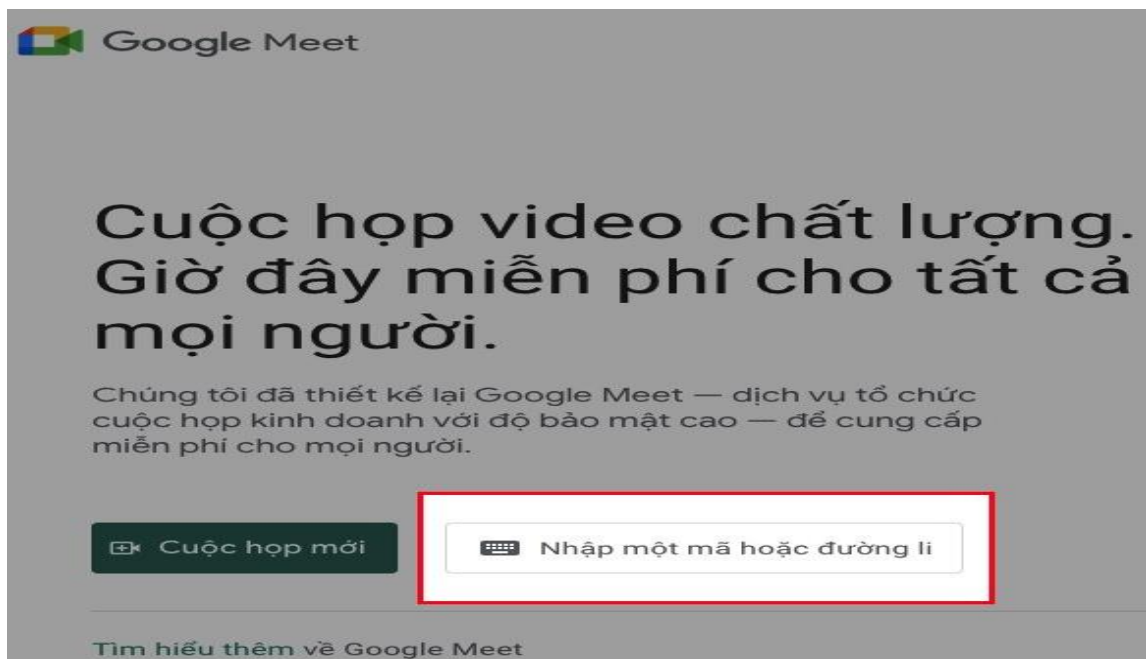 Google Meet
Cuộc họp video chất lượng.
Giờ đây miễn phí cho tất cả
mọi người.
Chúng tôi đã thiết kế lại Google Meet — dịch vụ tổ chức
cuộc họp kinh doanh với độ bảo mật cao — để cung cấp
miễn phí cho mọi người.
Cuộc họp mới
Nhập một mã hoặc đường li
Tìm hiểu thêm về Google Meet